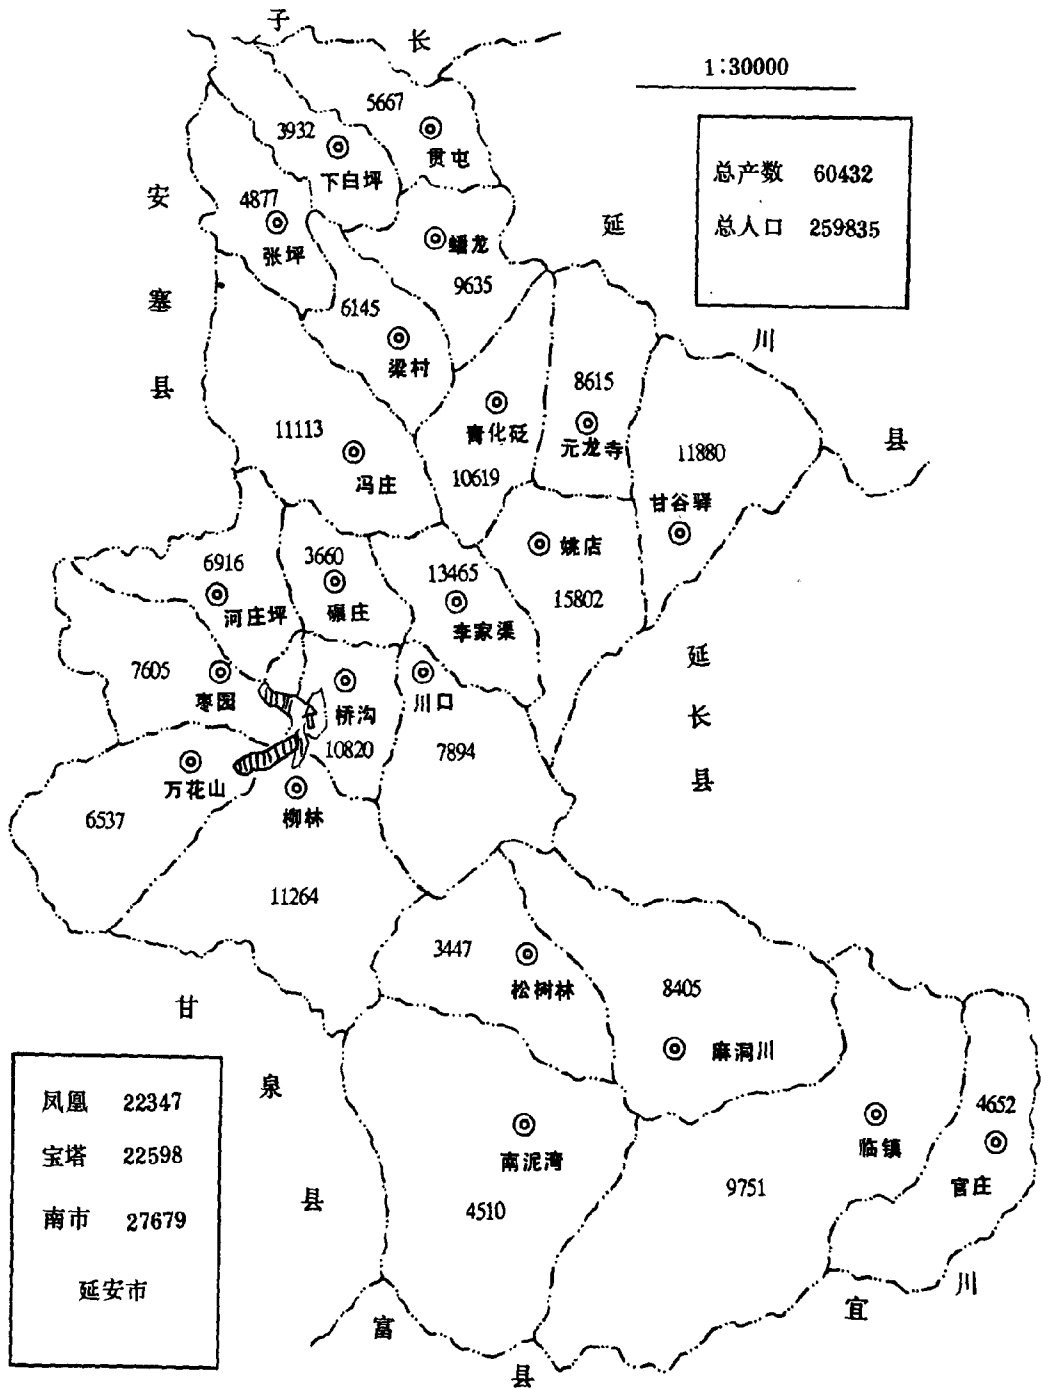 子
长
1:30000
总产数 60432
总人口 259835
安
塞
县
延
川
县
5667
贯屯
3932
下白坪
4877
张坪
蟠龙
9635
6145
梁村
8615
元龙寺
青化砭
10619
11113
冯庄
11880
甘谷驿
姚店
15802
6916
河庄坪
3660
碾庄
13465
李家渠
7605
枣园
桥沟
10820
川口
7894
延
长
县
万花山
6537
柳林
11264
3447
松树林
8405
麻洞川
甘
泉
县
南泥湾
4510
临镇
9751
4652
官庄
凤凰 22347
宝塔 22598
南市 27679
延安市
富
县
宜
川